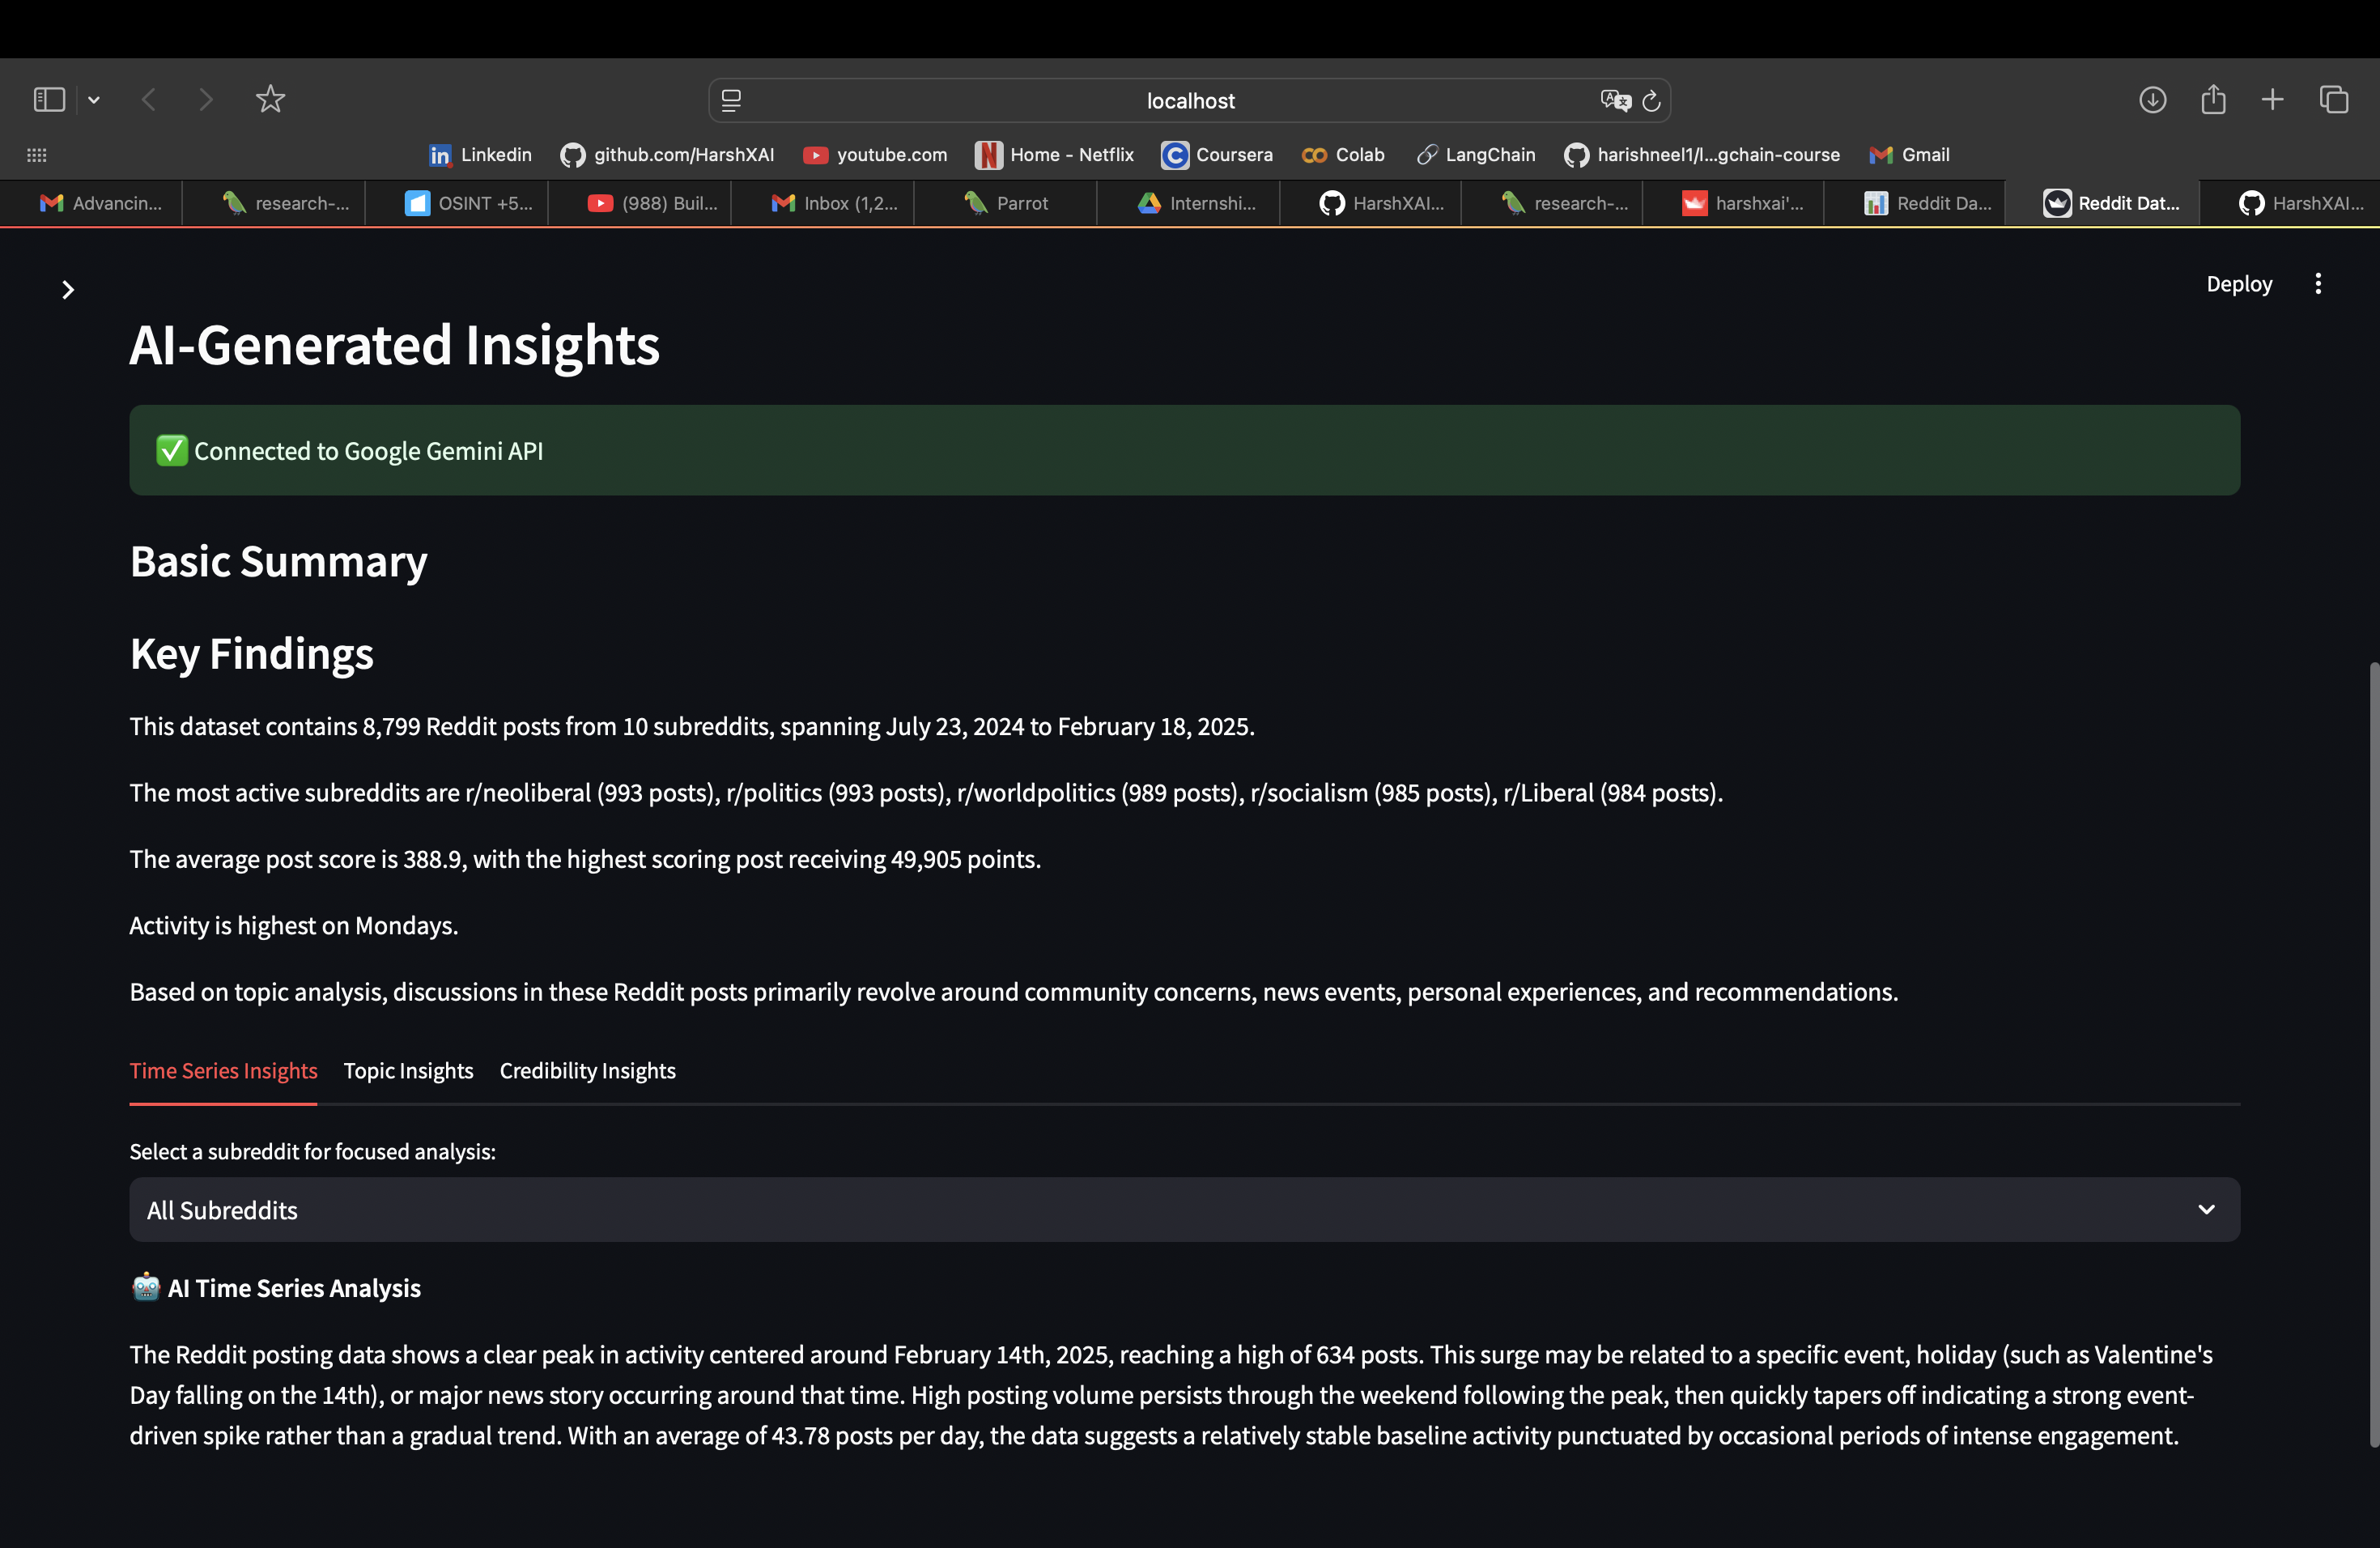 localhost
Linkedin
github.com/HarshXAI
youtube.com
Home - Netflix
Coursera
Colab
LangChain
harishneel1/l...gchain-course
Gmail
Advancin...
research-...
OSINT +5...
(988) Buil...
Inbox (1,2...
Parrot
Internshi...
HarshXAI...
research-...
harshxai'...
Reddit Da...
Reddit Dat...
HarshXAI...
Deploy
AI-Generated Insights
✅ Connected to Google Gemini API
Basic Summary
Key Findings
This dataset contains 8,799 Reddit posts from 10 subreddits, spanning July 23, 2024 to February 18, 2025.
The most active subreddits are r/neoliberal (993 posts), r/politics (993 posts), r/worldpolitics (989 posts), r/socialism (985 posts), r/Liberal (984 posts).
The average post score is 388.9, with the highest scoring post receiving 49,905 points.
Activity is highest on Mondays.
Based on topic analysis, discussions in these Reddit posts primarily revolve around community concerns, news events, personal experiences, and recommendations.
Time Series Insights
Topic Insights
Credibility Insights
Select a subreddit for focused analysis:
All Subreddits
🤖 AI Time Series Analysis
The Reddit posting data shows a clear peak in activity centered around February 14th, 2025, reaching a high of 634 posts. This surge may be related to a specific event, holiday (such as Valentine's
Day falling on the 14th), or major news story occurring around that time. High posting volume persists through the weekend following the peak, then quickly tapers off indicating a strong event-
driven spike rather than a gradual trend. With an average of 43.78 posts per day, the data suggests a relatively stable baseline activity punctuated by occasional periods of intense engagement.